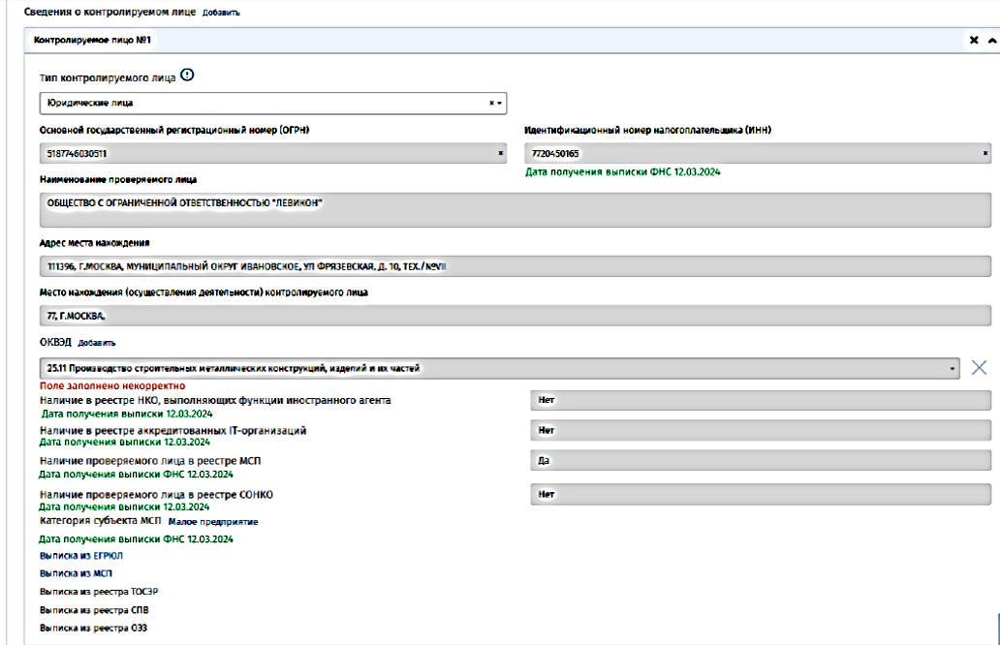 Сведения о контролируемом лице Добавить
Контролируемое лицо №1
Тип контролируемого лица
Юридические лица
Основной государственный регистрационный номер (ОГРН) Идентификационный номер налогоплательщика (ИНН)
5187746030511 7720450165
Дата получения выписки ФНС 12.03.2024
Наименование проверяемого лица
ОБЩЕСТВО С ОГРАНИЧЕННОЙ ОТВЕТСТВЕННОСТЬЮ "ЛЕВИКОН"
Адрес места нахождения
111396, Г.МОСКВА, МУНИЦИПАЛЬНЫЙ ОКРУГ ИВАНОВСКОЕ, УЛ ФРЯЗЕВСКАЯ, Д. 10, ТЕХ./№VII
Место нахождения (осуществления деятельности) контролируемого лица
77, Г.МОСКВА,
ОКВЭД Добавить
25.11 Производство строительных металлических конструкций, изделий и их частей
Поле заполнено некорректно
Наличие в реестре НКО, выполняющих функции иностранного агента Нет
Дата получения выписки 12.03.2024
Наличие в реестре аккредитованных IT-организаций Нет
Дата получения выписки 12.03.2024
Наличие проверяемого лица в реестре МСП Да
Дата получения выписки ФНС 12.03.2024
Наличие проверяемого лица в реестре СОНКО Нет
Дата получения выписки 12.03.2024
Категория субъекта МСП Малое предприятие
Дата получения выписки ФНС 12.03.2024
Выписка из ЕГРЮЛ
Выписка из МСП
Выписка из реестра ТОСЭР
Выписка из реестра СПВ
Выписка из реестра ОЭЗ